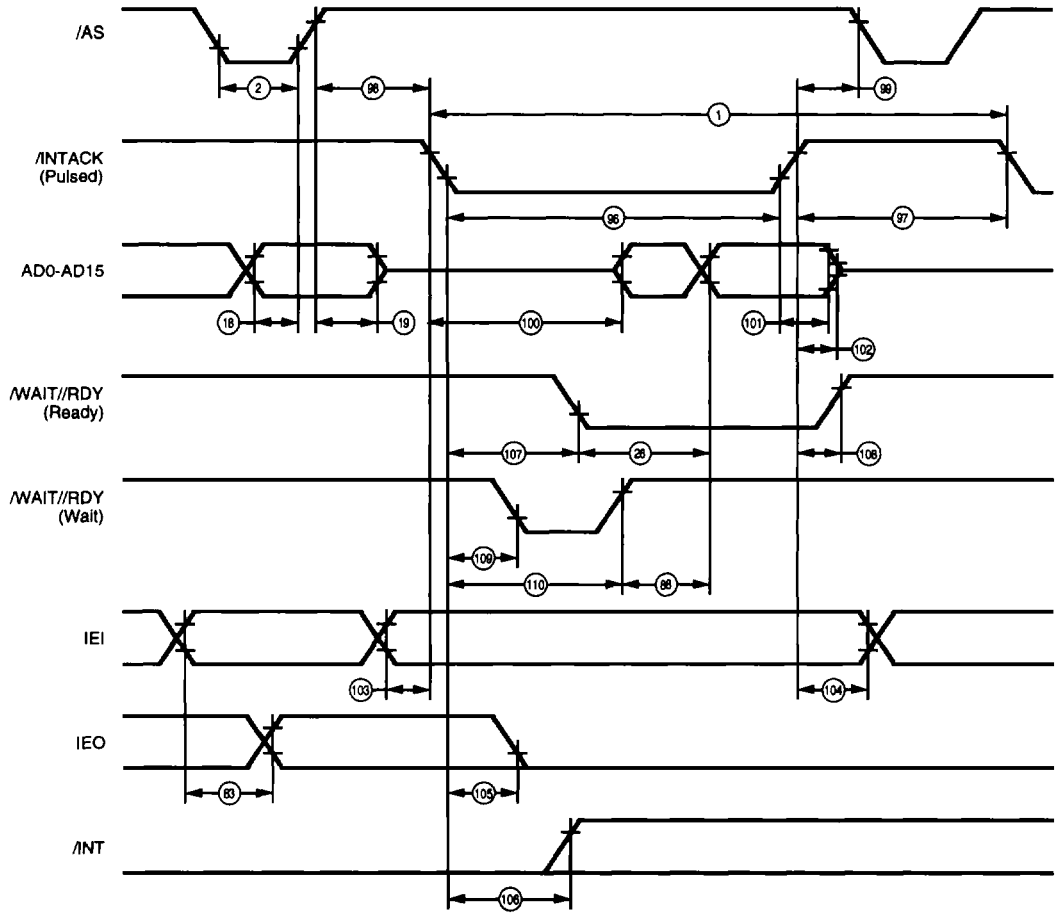 /AS
2
98
99
1
/INTACK
(Pulsed)
96
97
AD0-AD15
18
19
100
101
102
/WAIT//RDY
(Ready)
107
26
108
/WAIT//RDY
(Wait)
109
110
88
IEI
103
104
IEO
83
105
/INT
106